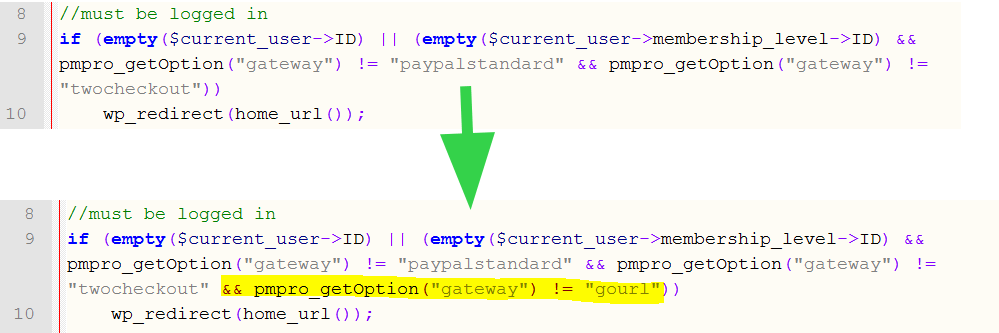 8 //must be logged in
9 if (empty($current_user->ID) || (empty($current_user->membership_level->ID) &&
pmpro_getOption("gateway") != "paypalstandard" && pmpro_getOption("gateway") !=
"twocheckout"))
10 wp_redirect(home_url());
8 //must be logged in
9 if (empty($current_user->ID) || (empty($current_user->membership_level->ID) &&
pmpro_getOption("gateway") != "paypalstandard" && pmpro_getOption("gateway") !=
"twocheckout" && pmpro_getOption("gateway") != "gourl"))
10 wp_redirect(home_url());